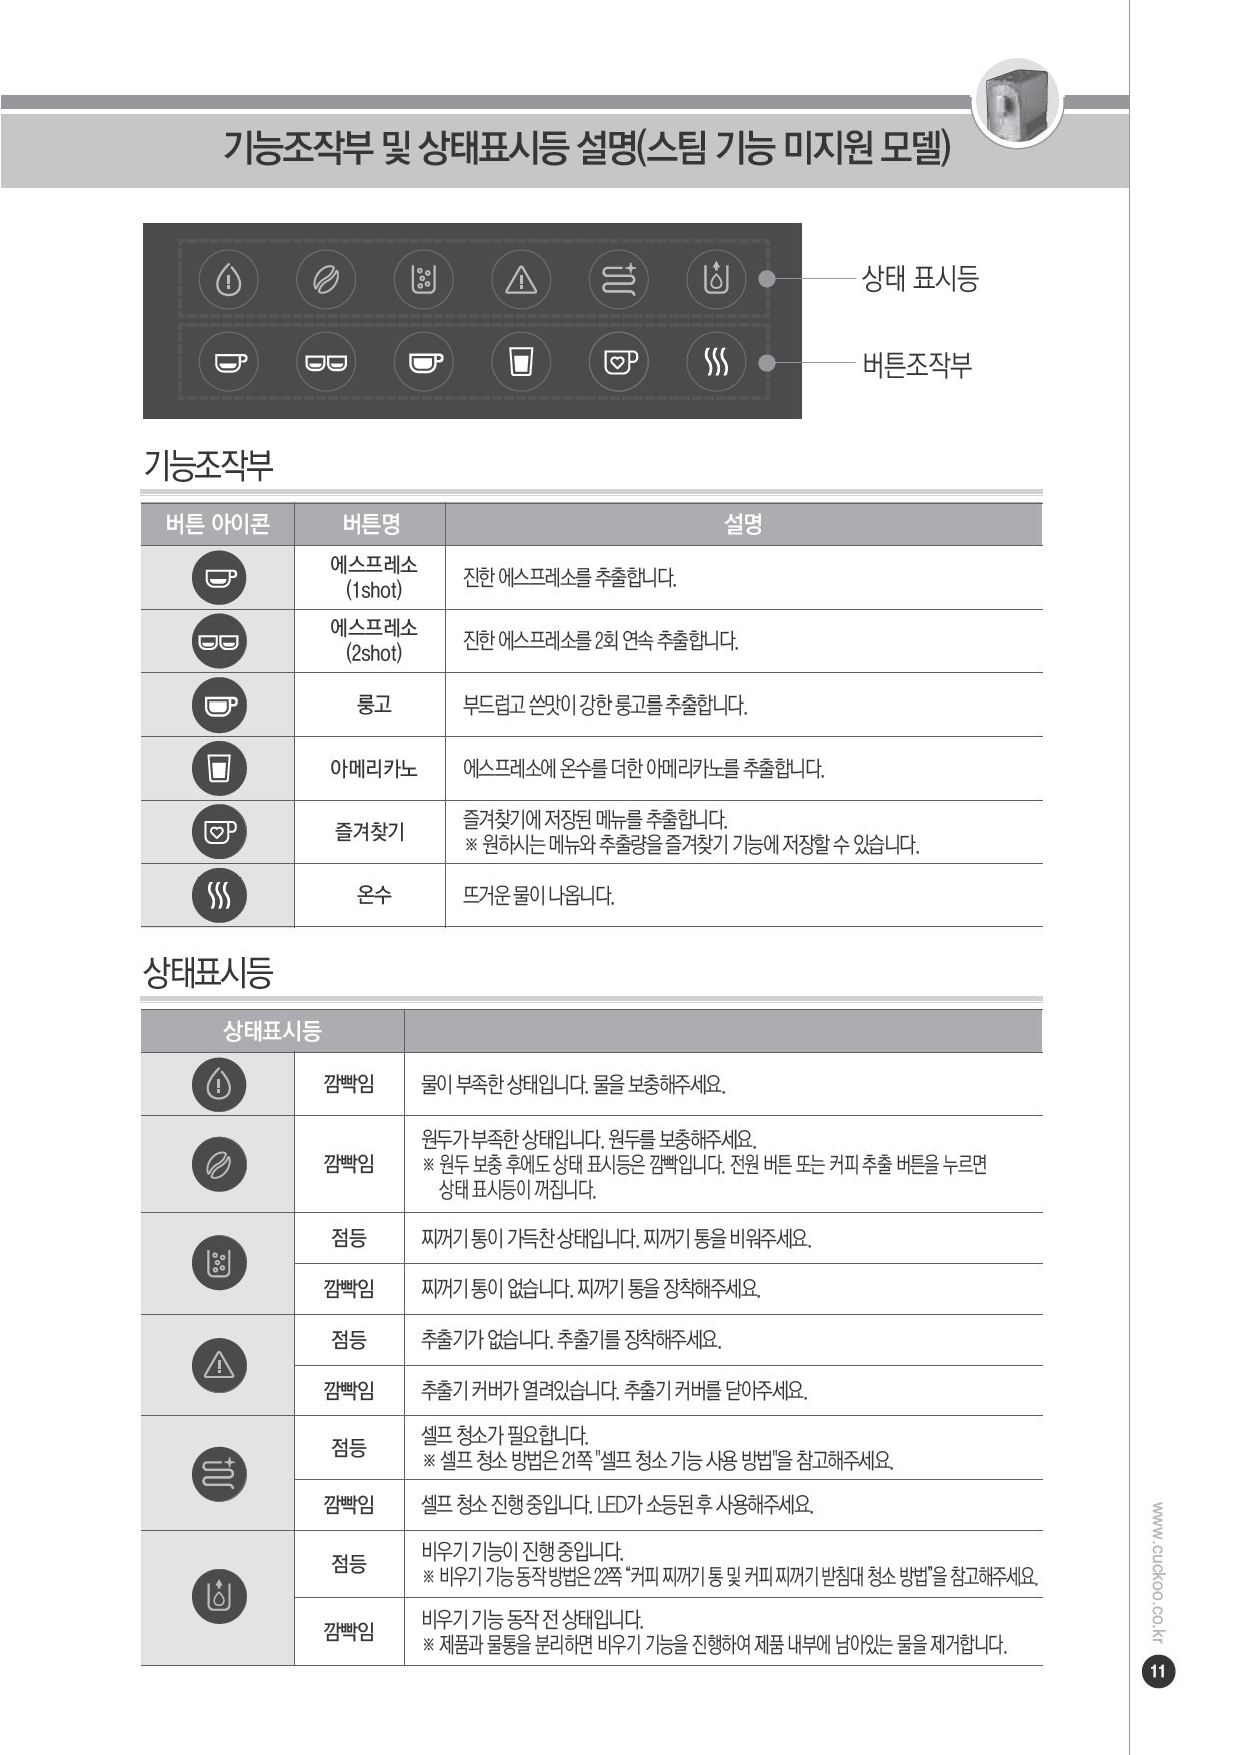 기능조작부 및 상태표시등 설명(스팀 기능 미지원 모델)
상태 표시등
버튼조작부
기능조작부
버튼 아이콘 버튼명 설명
에스프레소
(1shot)
진한 에스프레소를 추출합니다.
에스프레소
(2shot)
진한 에스프레소를 2회 연속 추출합니다.
룽고 부드럽고 쓴맛이 강한 룽고를 추출합니다.
아메리카노 에스프레소에 온수를 더한 아메리카노를 추출합니다.
즐겨찾기
즐겨찾기에 저장된 메뉴를 추출합니다.
※ 원하시는 메뉴와 추출량을 즐겨찾기 기능에 저장할 수 있습니다.
온수 뜨거운 물이 나옵니다.
상태표시등
상태표시등
깜빡임 물이 부족한 상태입니다. 물을 보충해주세요.
깜빡임
원두가 부족한 상태입니다. 원두를 보충해주세요.
※ 원두 보충 후에도 상태 표시등은 깜빡입니다. 전원 버튼 또는 커피 추출 버튼을 누르면
상태 표시등이 꺼집니다.
점등 찌꺼기 통이 가득찬 상태입니다. 찌꺼기 통을 비워주세요.
깜빡임 찌꺼기 통이 없습니다. 찌꺼기 통을 장착해주세요.
점등 추출기가 없습니다. 추출기를 장착해주세요.
깜빡임 추출기 커버가 열려있습니다. 추출기 커버를 닫아주세요.
점등
셀프 청소가 필요합니다.
※ 셀프 청소 방법은 21쪽 "셀프 청소 기능 사용 방법"을 참고해주세요.
깜빡임 셀프 청소 진행 중입니다. LED가 소등된 후 사용해주세요.
점등
비우기 기능이 진행 중입니다.
※ 비우기 기능 동작 방법은 22쪽 “커피 찌꺼기 통 및 커피 찌꺼기 받침대 청소 방법”을 참고해주세요.
깜빡임
비우기 기능 동작 전 상태입니다.
※ 제품과 물통을 분리하면 비우기 기능을 진행하여 제품 내부에 남아있는 물을 제거합니다.
www.cuckoo.co.kr
11